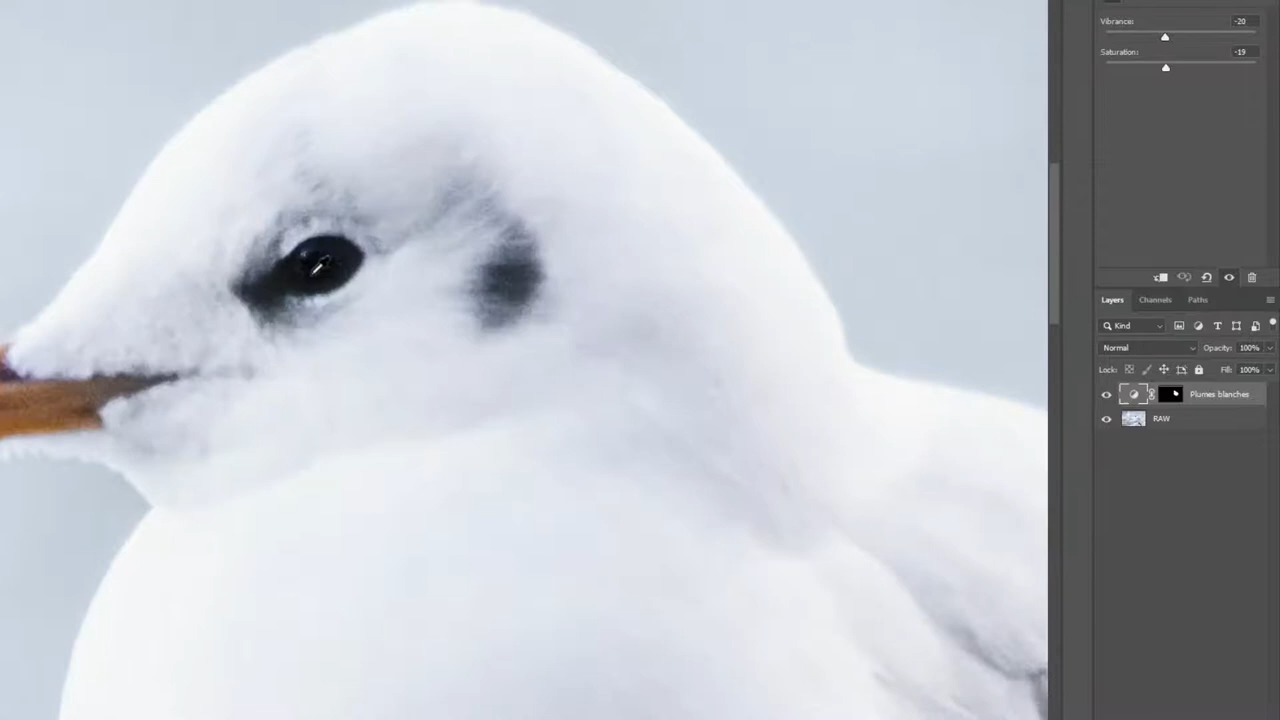 Vibrance: -20
Saturation: -19
Layers Channels Paths
Kind
Normal Opacity: 100%
Lock: Fill: 100%
Plumes blanches
RAW